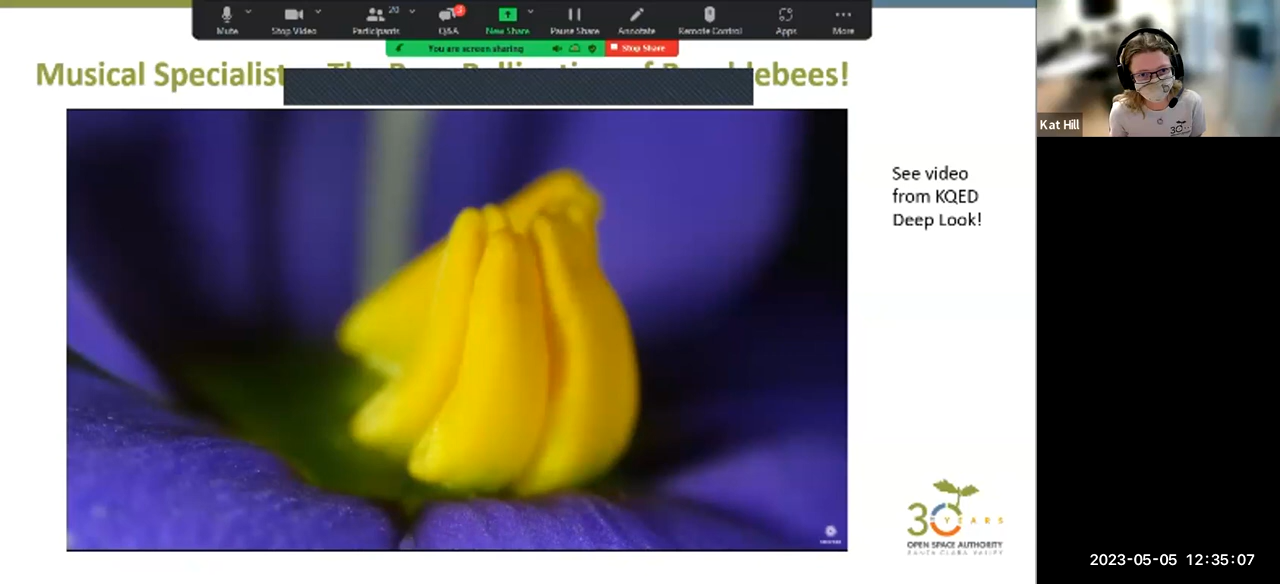 20
3
Mute
Stop Video
Participants
Q&A
New Share
Pause Share
Annotate
Remote Control
Apps
More
You are screen sharing
Stop Share
Musical Specialist
lebees!
Kat Hill
See video
from KQED
Deep Look!
30
YEARS
OPEN SPACE AUTHORITY
SANTA CLARA VALLEY
2023-05-05 12:35:07